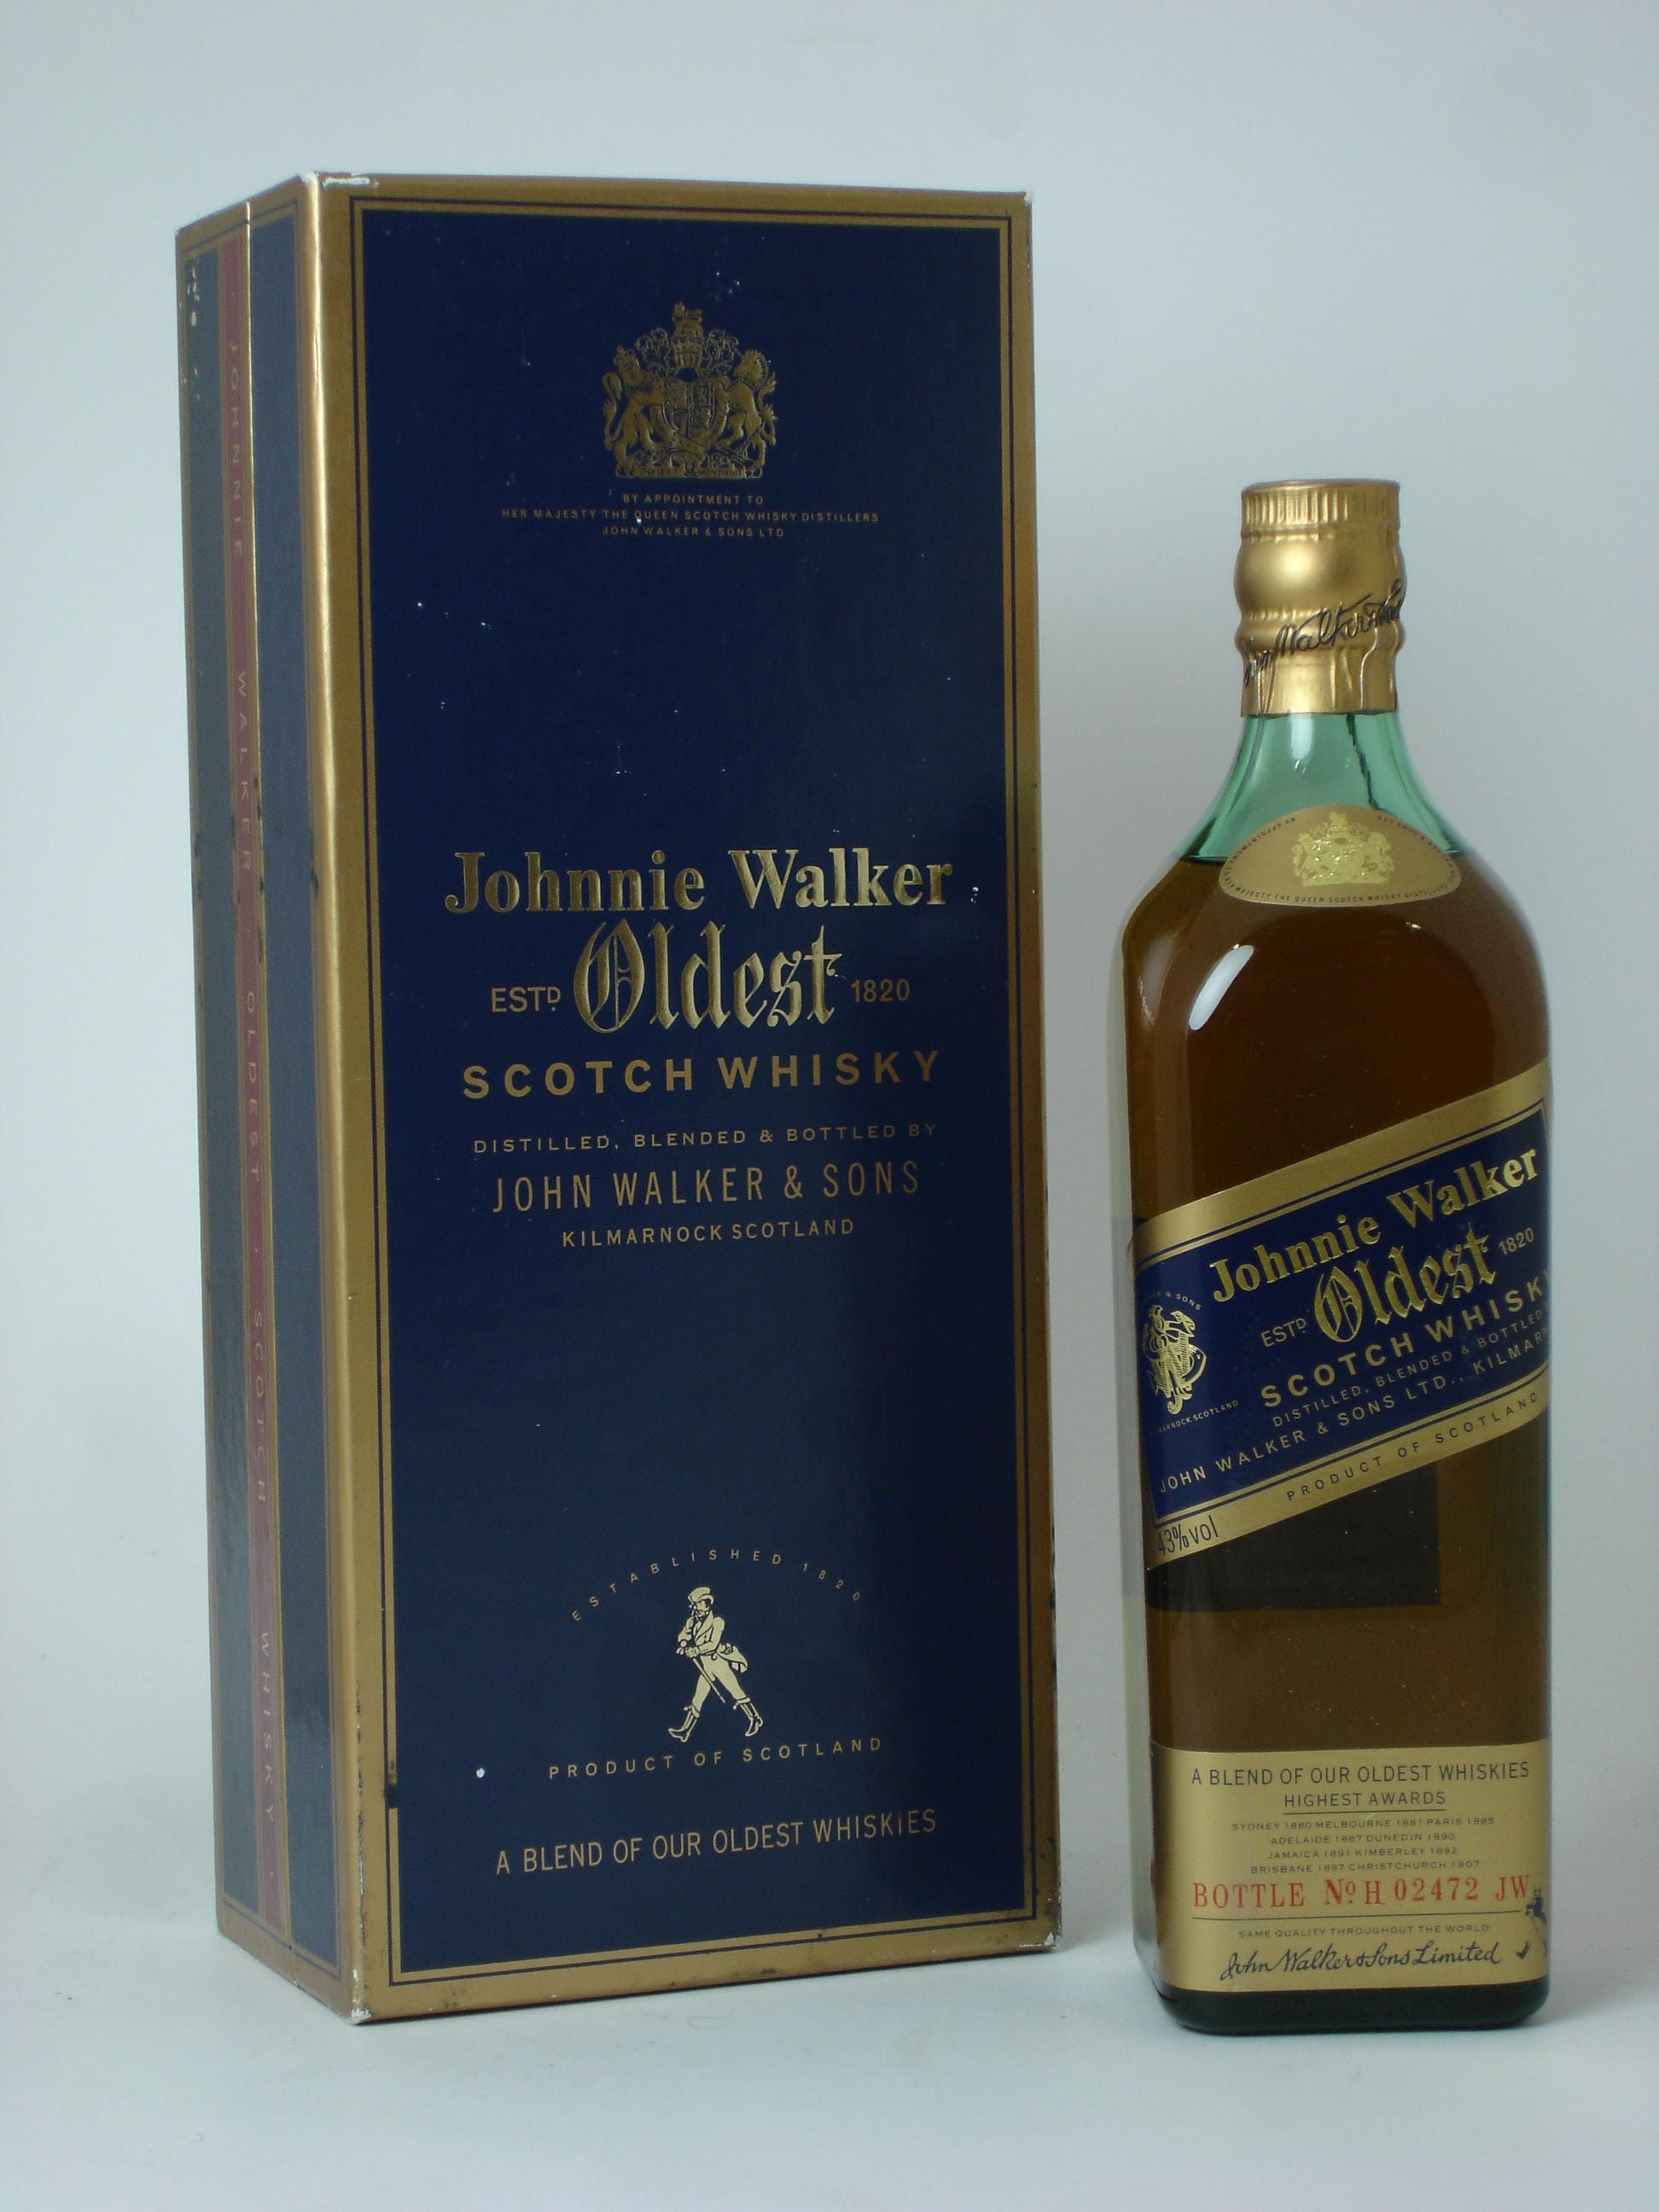 BY APPOINTMENT TO
HER MAJESTY THE QUEEN SCOTCH WHISKY DISTILLERS
JOHN WALKER & SONS LTD
Johnnie Walker
ESTD Oldest 1820
SCOTCH WHISKY
DISTILLED, BLENDED & BOTTLED BY
JOHN WALKER & SONS
KILMARNOCK SCOTLAND
ESTABLISHED 1820
PRODUCT OF SCOTLAND
A BLEND OF OUR OLDEST WHISKIES
JOHNNIE WALKER · OLDEST · SCOTCH WHISKY ·
Johnnie Walker
ESTD Oldest 1820
SCOTCH WHISKY
DISTILLED, BLENDED & BOTTLED
JOHN WALKER & SONS LTD., KILMAR
PRODUCT OF SCOTLAND
43% vol
& SONS
SCOTLAND
A BLEND OF OUR OLDEST WHISKIES
HIGHEST AWARDS
SYDNEY 1880 MELBOURNE 1881 PARIS 1885
ADELAIDE 1887 DUNEDIN 1890
JAMAICA 1891 KIMBERLEY 1892
BRISBANE 1897 CHRISTCHURCH 1907
BOTTLE No H 02472 JW
SAME QUALITY THROUGHOUT THE WORLD
John Walker & Sons Limited